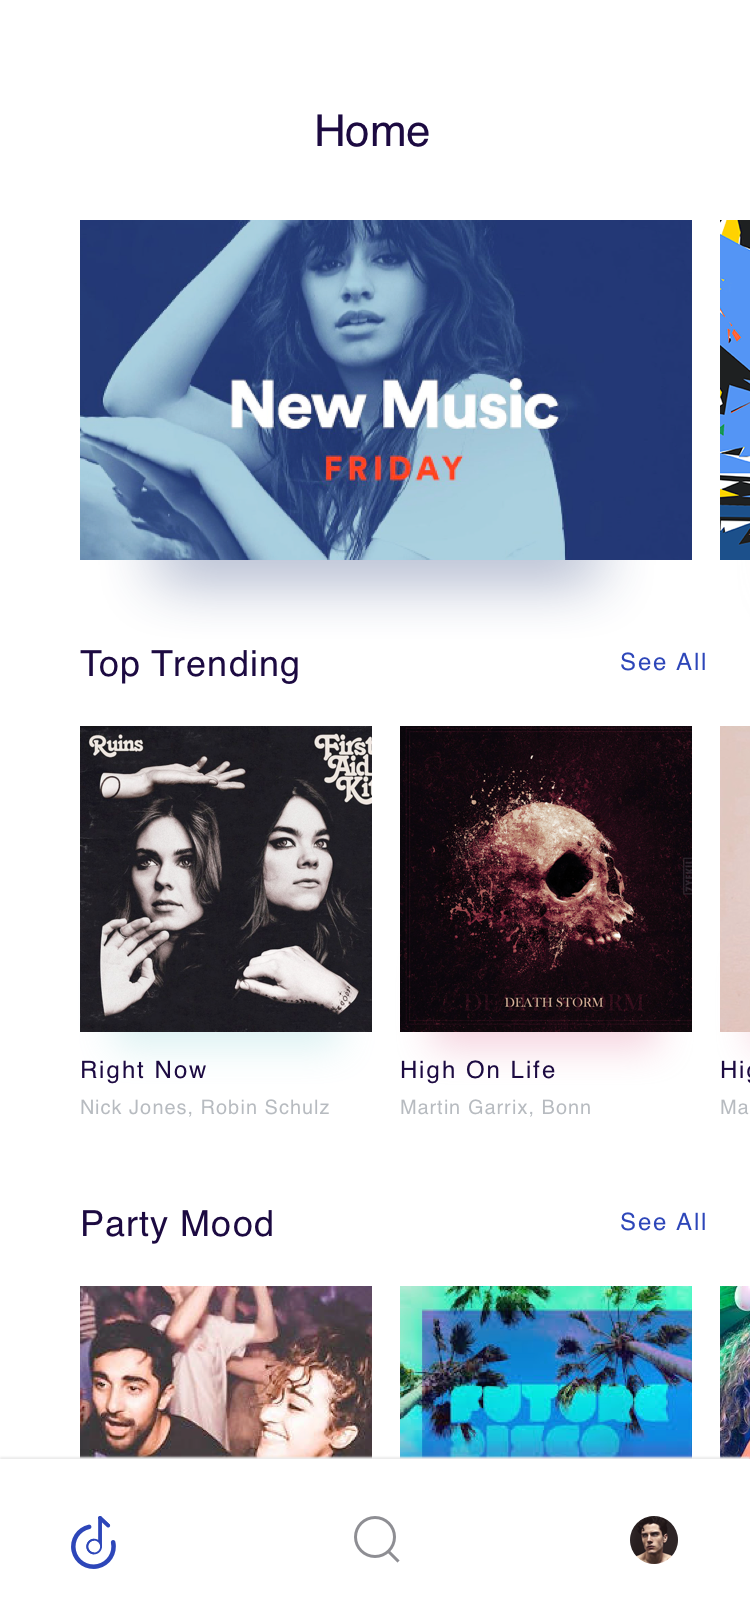 Home
New Music
FRIDAY
Top Trending
See All
Ruins
First
Aid
Kit
DEATH STORM
Right Now
High On Life
Hig
Nick Jones, Robin Schulz
Martin Garrix, Bonn
Ma
Party Mood
See All
FUTURE
DISCO